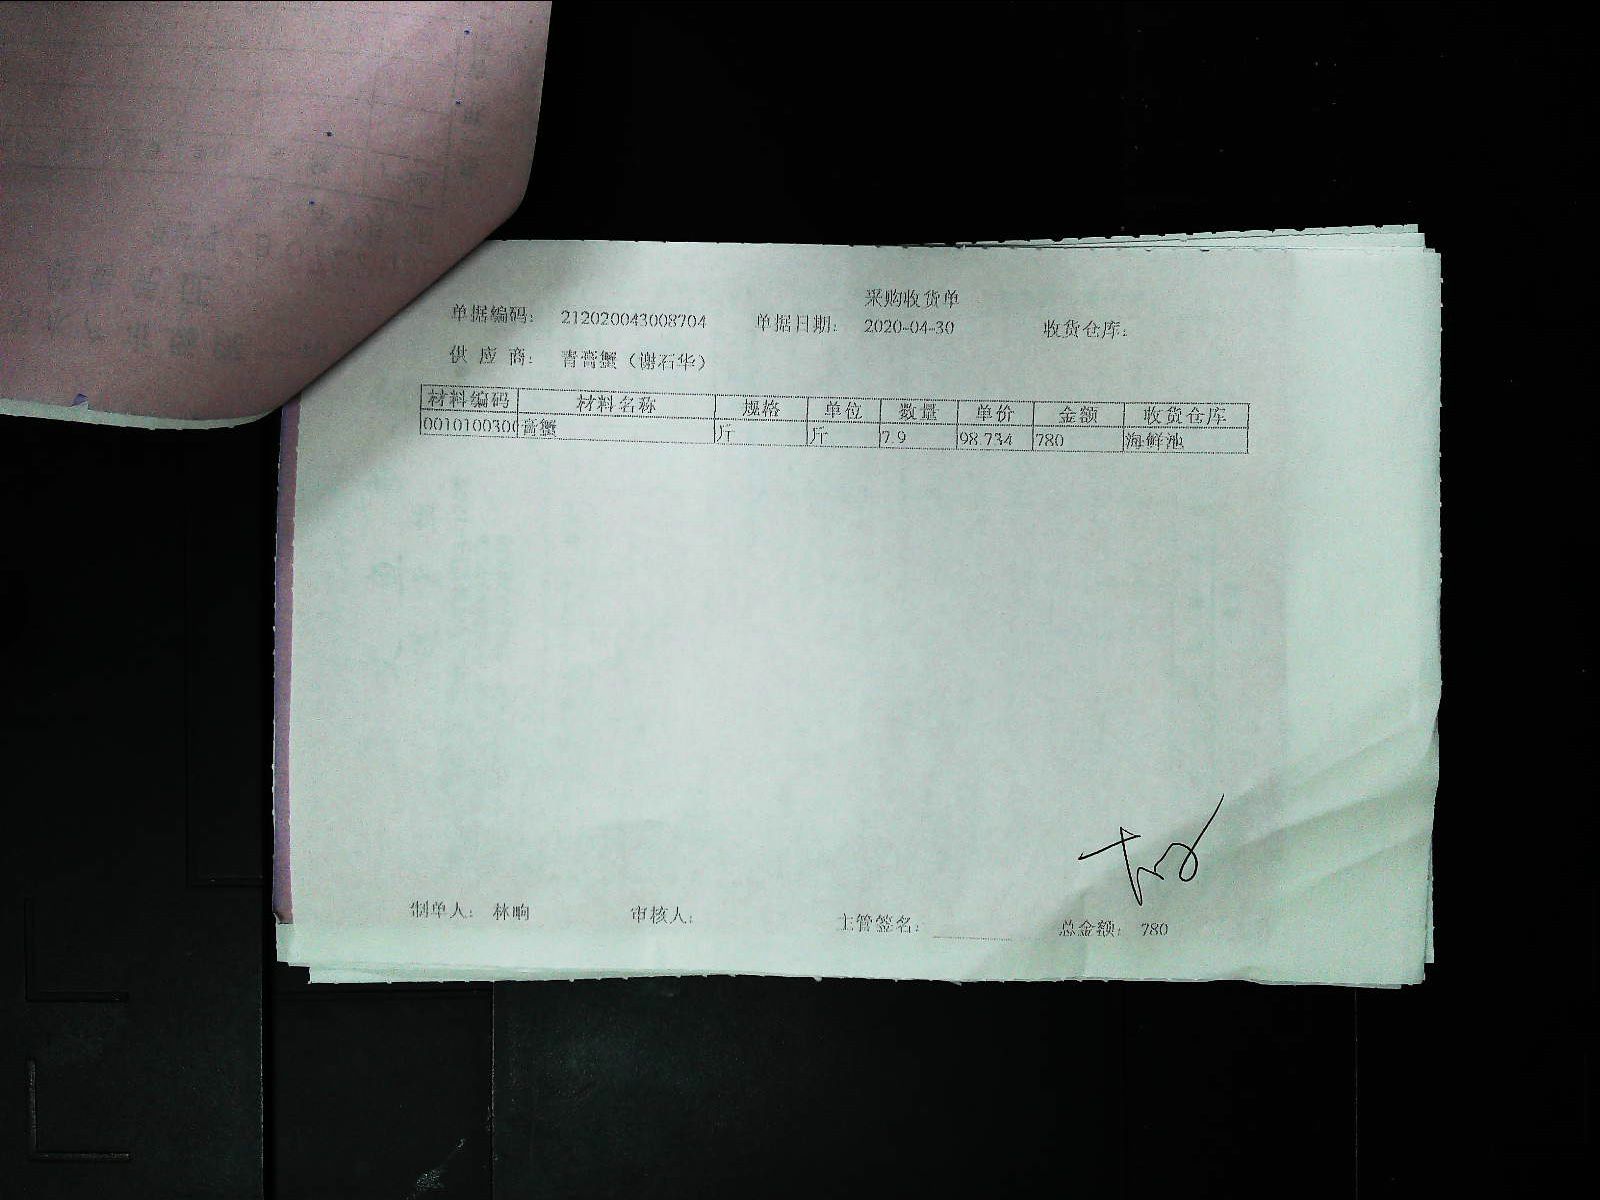 采购收货单
单据编码： 212020043008704 单据日期： 2020-04-30 收货仓库：
供 应 商： 青膏蟹（谢石华）
材料编码 材料名称 规格 单位 数量 单价 金额 收货仓库
0010100300 膏蟹 斤 斤 7.9 98.734 780 海鲜池
制单人： 林晌 审核人： 主管签名： 总金额： 780